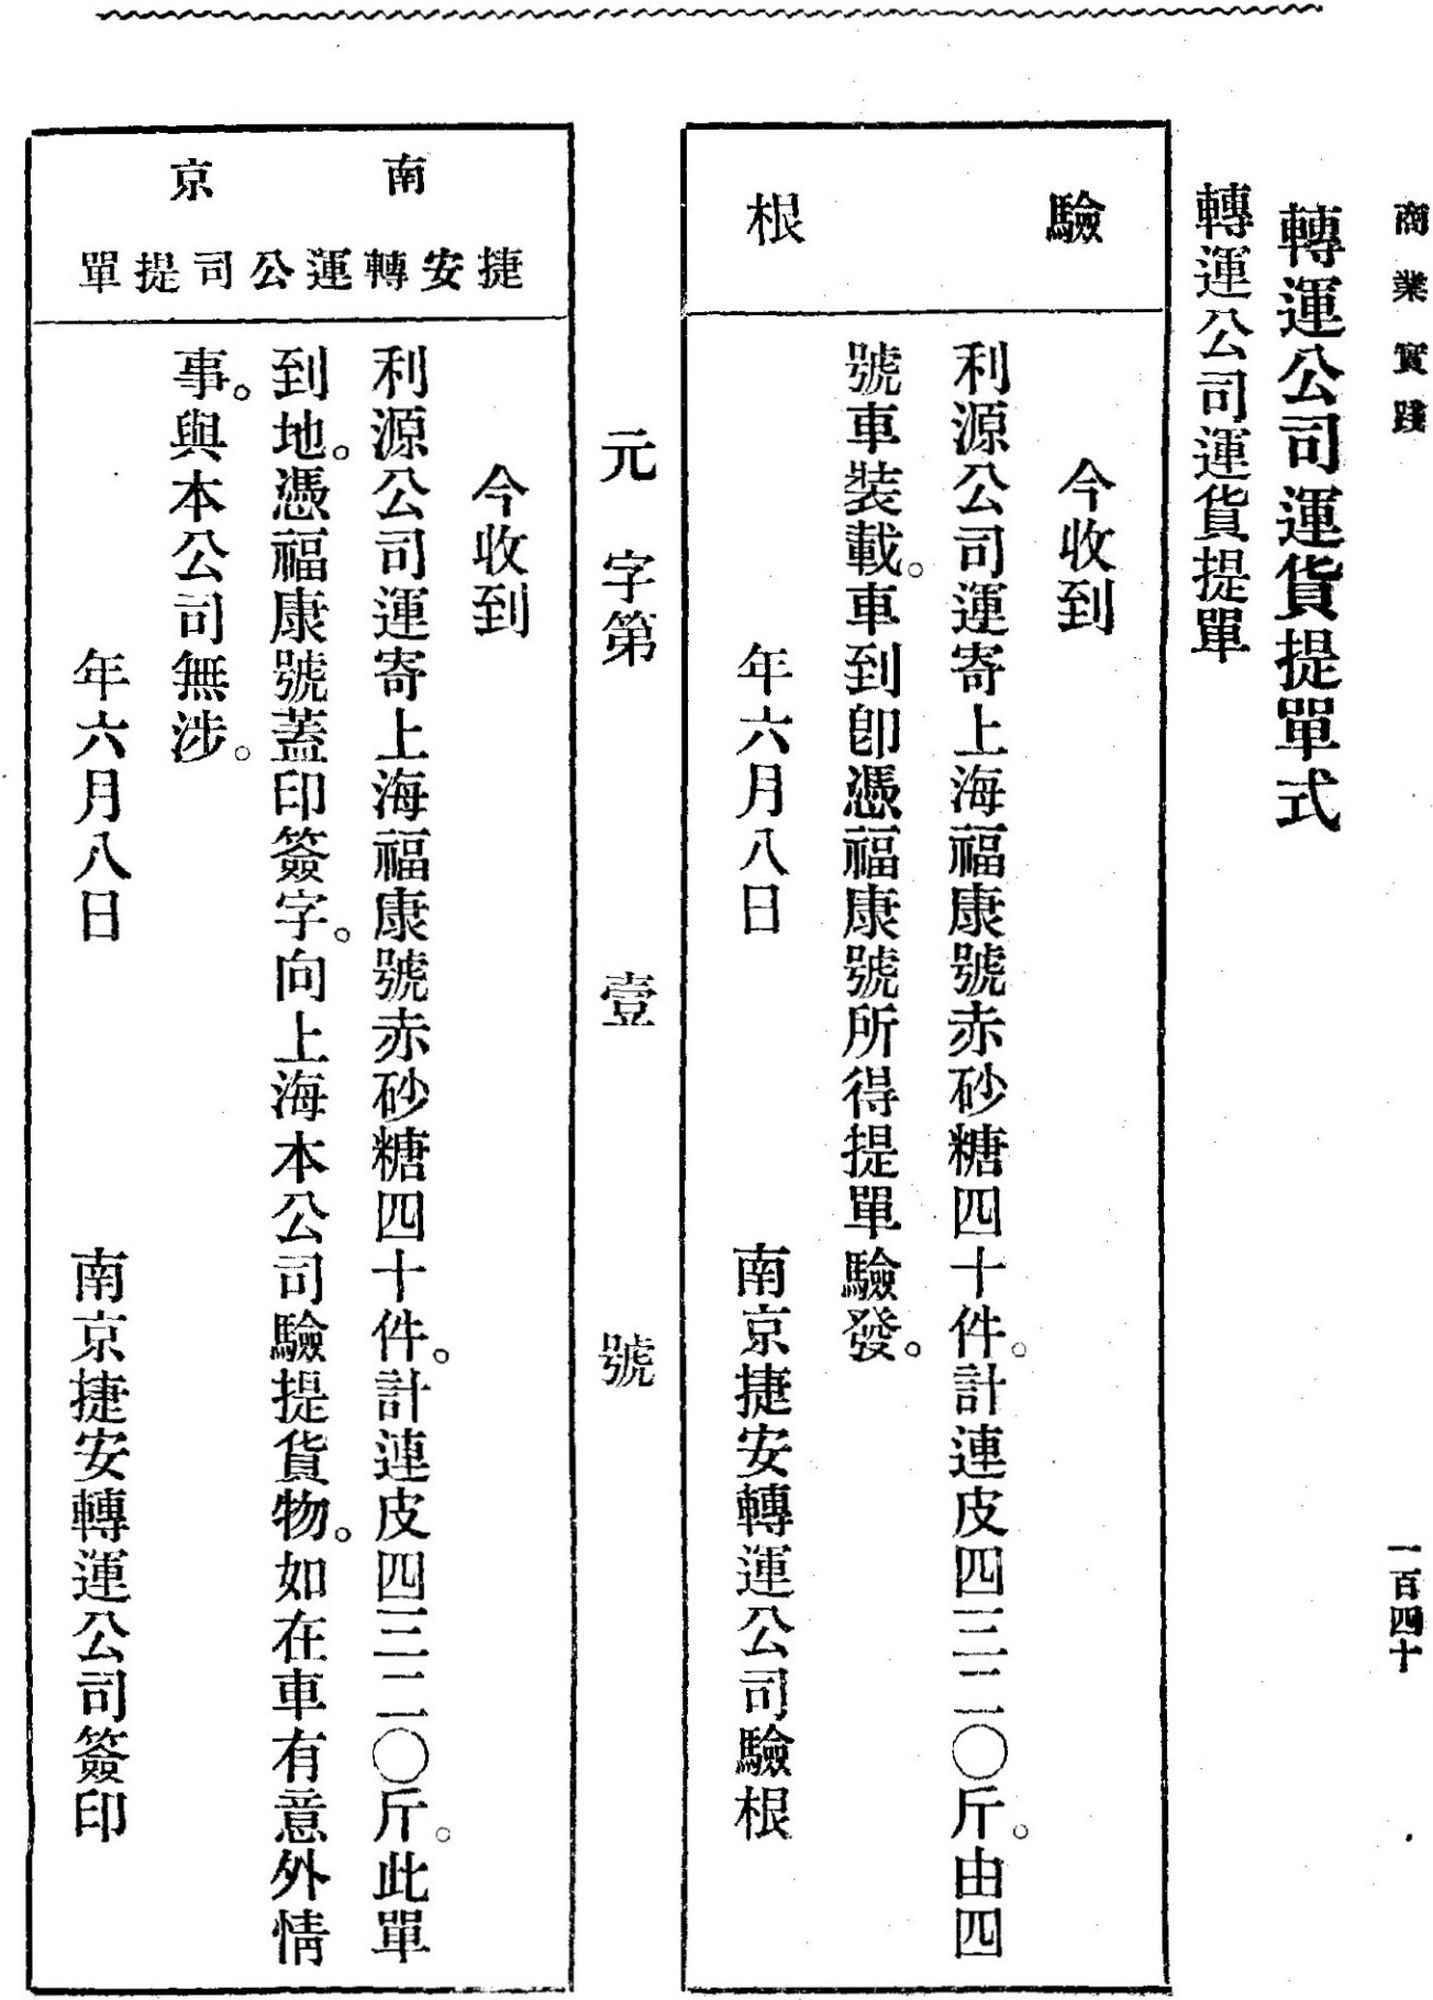 商業實踐
一百四十
轉運公司運貨提單式
轉運公司運貨提單
驗根
今收到
利源公司運寄上海福康號赤砂糖四十件。計連皮四三二〇斤。由四
號車裝載。車到卽憑福康號所得提單驗發。
年六月八日　南京捷安轉運公司驗根
元字第壹號
南京
捷安轉運公司提單
今收到
利源公司運寄上海福康號赤砂糖四十件。計連皮四三二〇斤。此單
到地。憑福康號蓋印簽字。向上海本公司驗提貨物。如在車有意外情
事。與本公司無涉。
年六月八日　南京捷安轉運公司簽印